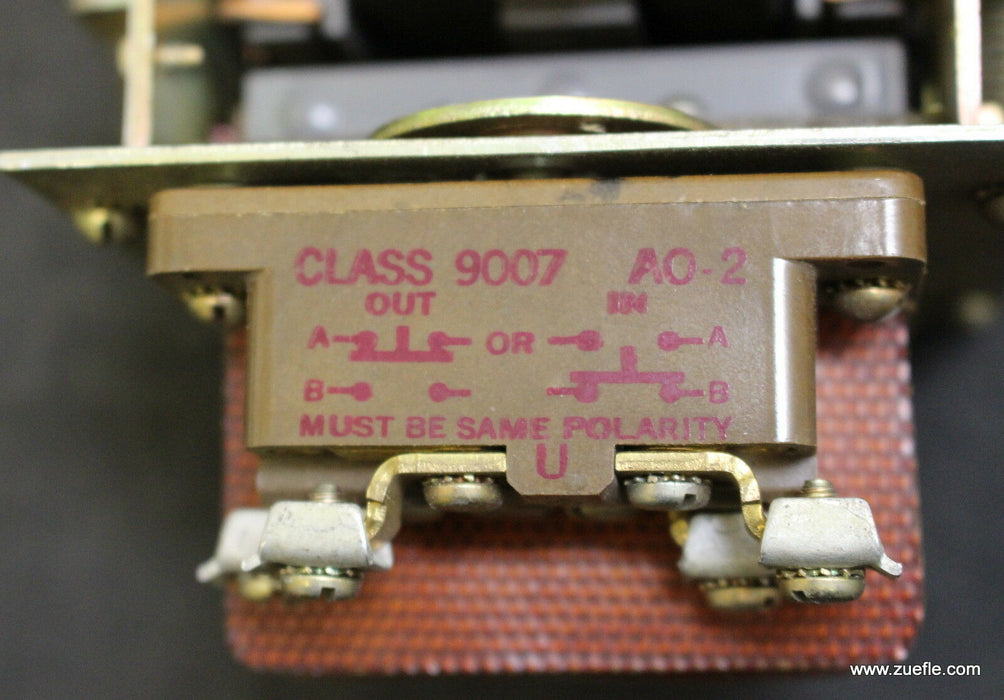 CLASS 9007 AO-2
OUT IN
A OR A
B B
MUST BE SAME POLARITY
U
www.zuefle.com